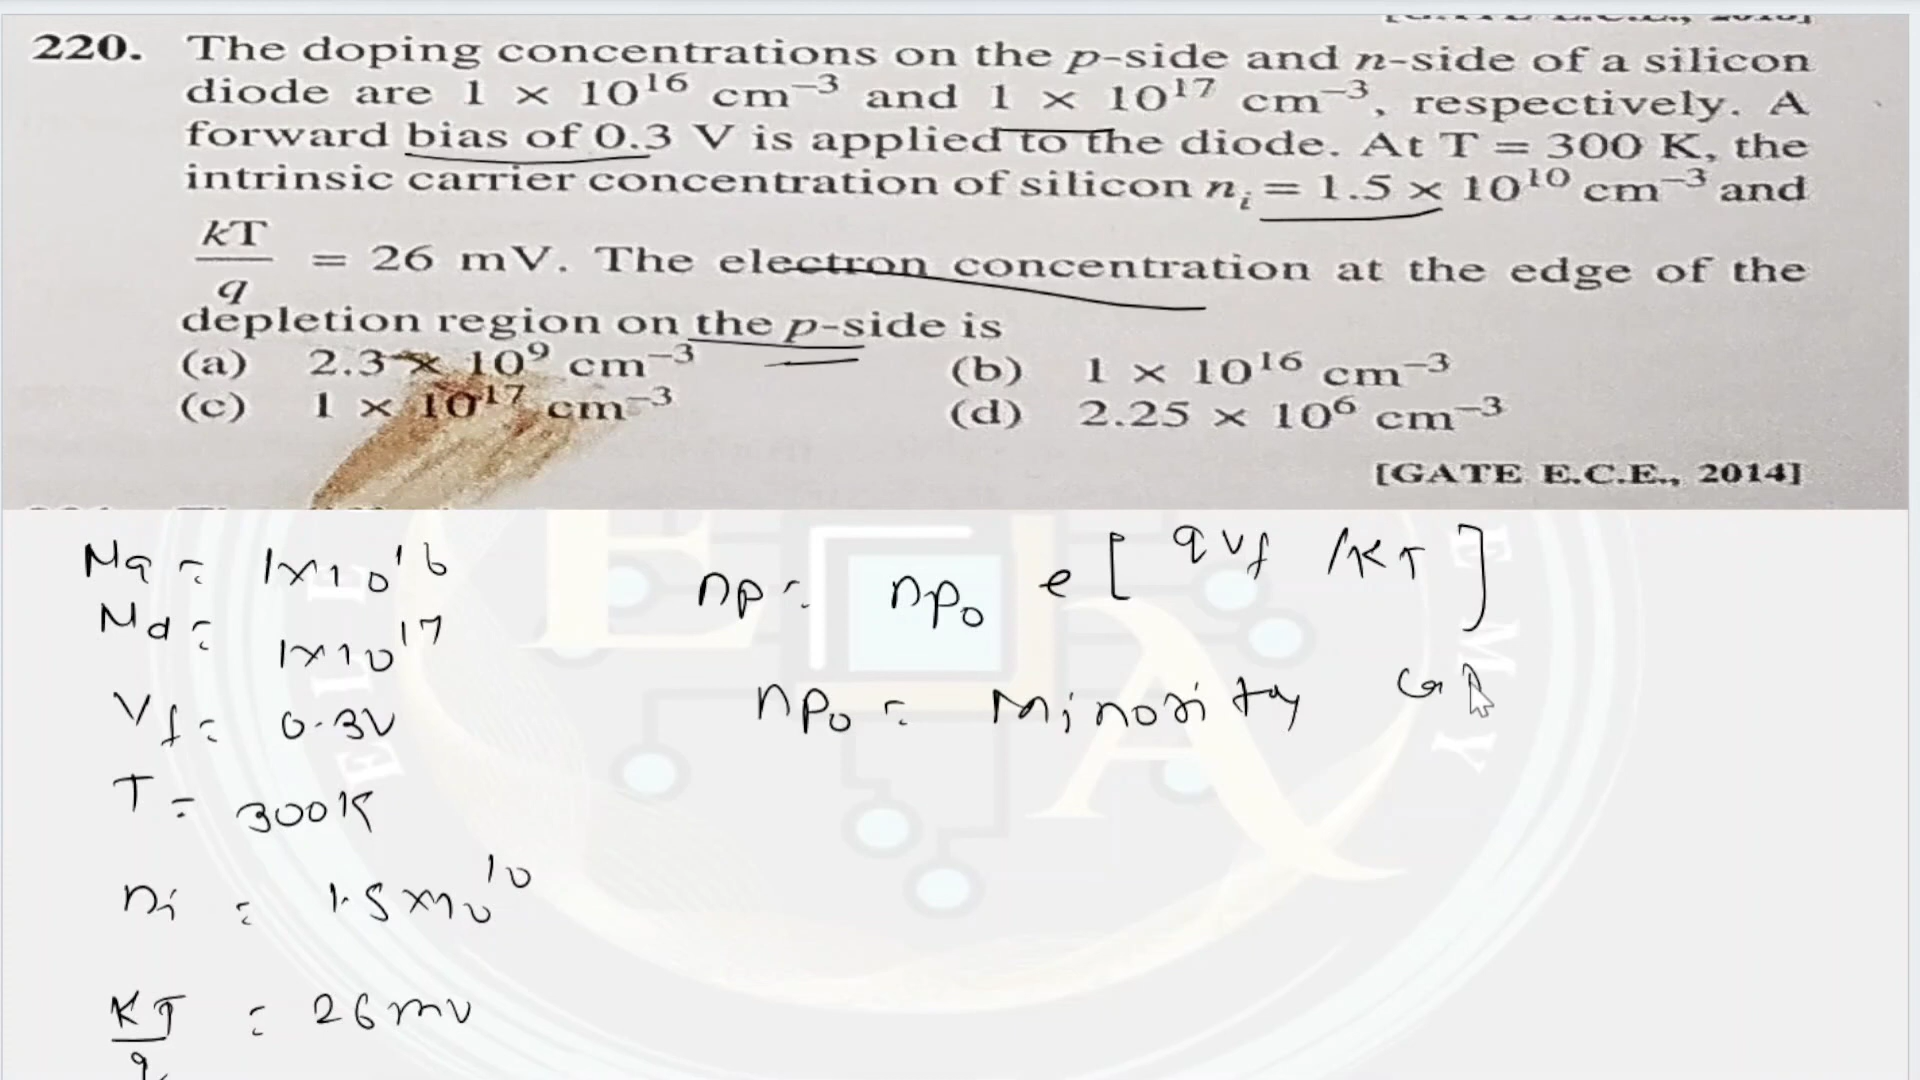 220. The doping concentrations on the p-side and n-side of a silicon
diode are 1 × 10¹⁶ cm⁻³ and 1 × 10¹⁷ cm⁻³, respectively. A
forward bias of 0.3 V is applied to the diode. At T = 300 K, the
intrinsic carrier concentration of silicon nᵢ = 1.5 × 10¹⁰ cm⁻³ and
kT/q = 26 mV. The electron concentration at the edge of the
depletion region on the p-side is
(a) 2.3 × 10⁹ cm⁻³ (b) 1 × 10¹⁶ cm⁻³
(c) 1 × 10¹⁷ cm⁻³ (d) 2.25 × 10⁶ cm⁻³
[GATE E.C.E., 2014]
Na = 1×10¹⁶
Nd = 1×10¹⁷
Vf = 0.3V
T = 300K
ni = 1.5×10¹⁰
KT/q = 26mv
np = npo e[qvf/KT]
npo = Minority